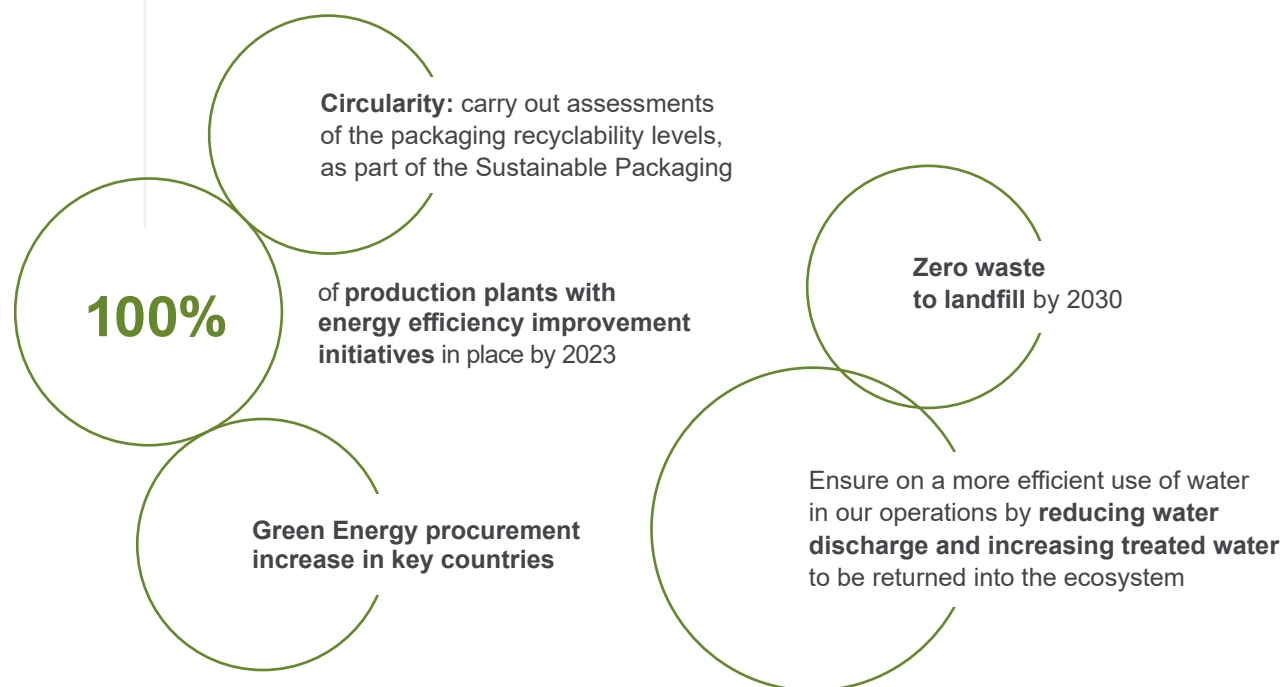 Circularity: carry out assessments
of the packaging recyclability levels,
as part of the Sustainable Packaging
100%
of production plants with
energy efficiency improvement
initiatives in place by 2023
Green Energy procurement
increase in key countries
Zero waste
to landfill by 2030
Ensure on a more efficient use of water
in our operations by reducing water
discharge and increasing treated water
to be returned into the ecosystem